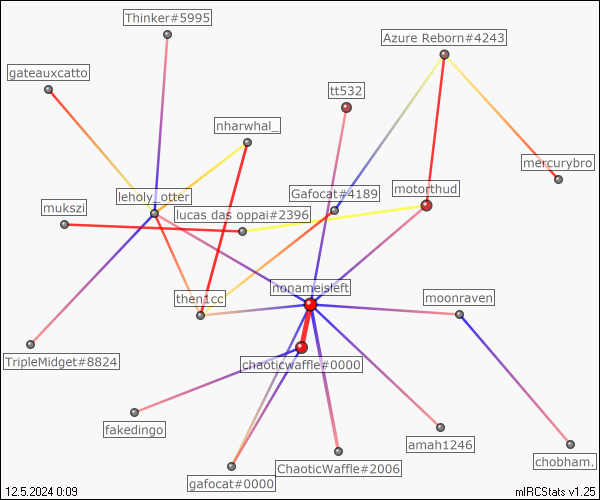 Thinker#5995
Azure Reborn#4243
gateauxcatto
tt532
nharwhal_
mercurybro
leholy_otter
Gafocat#4189
motorthud
mukszi
lucas das oppai#2396
nonameisleft
then1cc
moonraven
TripleMidget#8824
chaoticwaffle#0000
fakedingo
amah1246
gafocat#0000
ChaoticWaffle#2006
chobham.
12.5.2024 0:09
mIRCStats v1.25